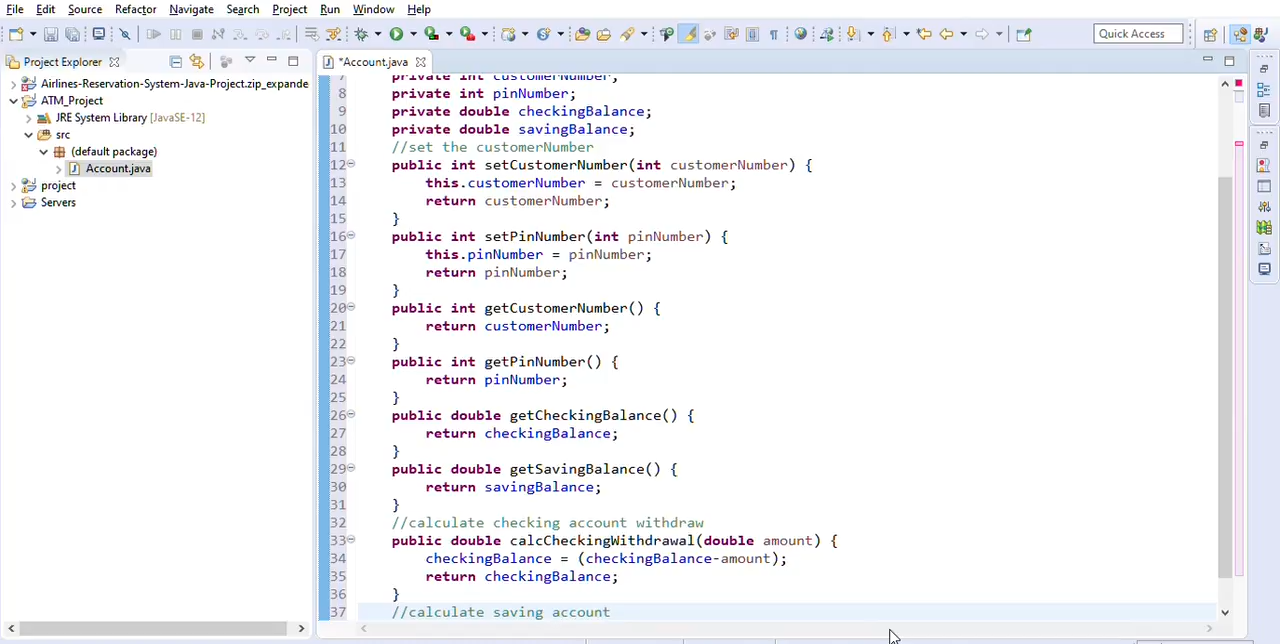 File Edit Source Refactor Navigate Search Project Run Window Help
Quick Access
Project Explorer
Airlines-Reservation-System-Java-Project.zip_expande
ATM_Project
JRE System Library [JavaSE-12]
src
(default package)
Account.java
project
Servers
*Account.java
7 private int customerNumber;
8 private int pinNumber;
9 private double checkingBalance;
10 private double savingBalance;
11 //set the customerNumber
12 public int setCustomerNumber(int customerNumber) {
13 this.customerNumber = customerNumber;
14 return customerNumber;
15 }
16 public int setPinNumber(int pinNumber) {
17 this.pinNumber = pinNumber;
18 return pinNumber;
19 }
20 public int getCustomerNumber() {
21 return customerNumber;
22 }
23 public int getPinNumber() {
24 return pinNumber;
25 }
26 public double getCheckingBalance() {
27 return checkingBalance;
28 }
29 public double getSavingBalance() {
30 return savingBalance;
31 }
32 //calculate checking account withdraw
33 public double calcCheckingWithdrawal(double amount) {
34 checkingBalance = (checkingBalance-amount);
35 return checkingBalance;
36 }
37 //calculate saving account